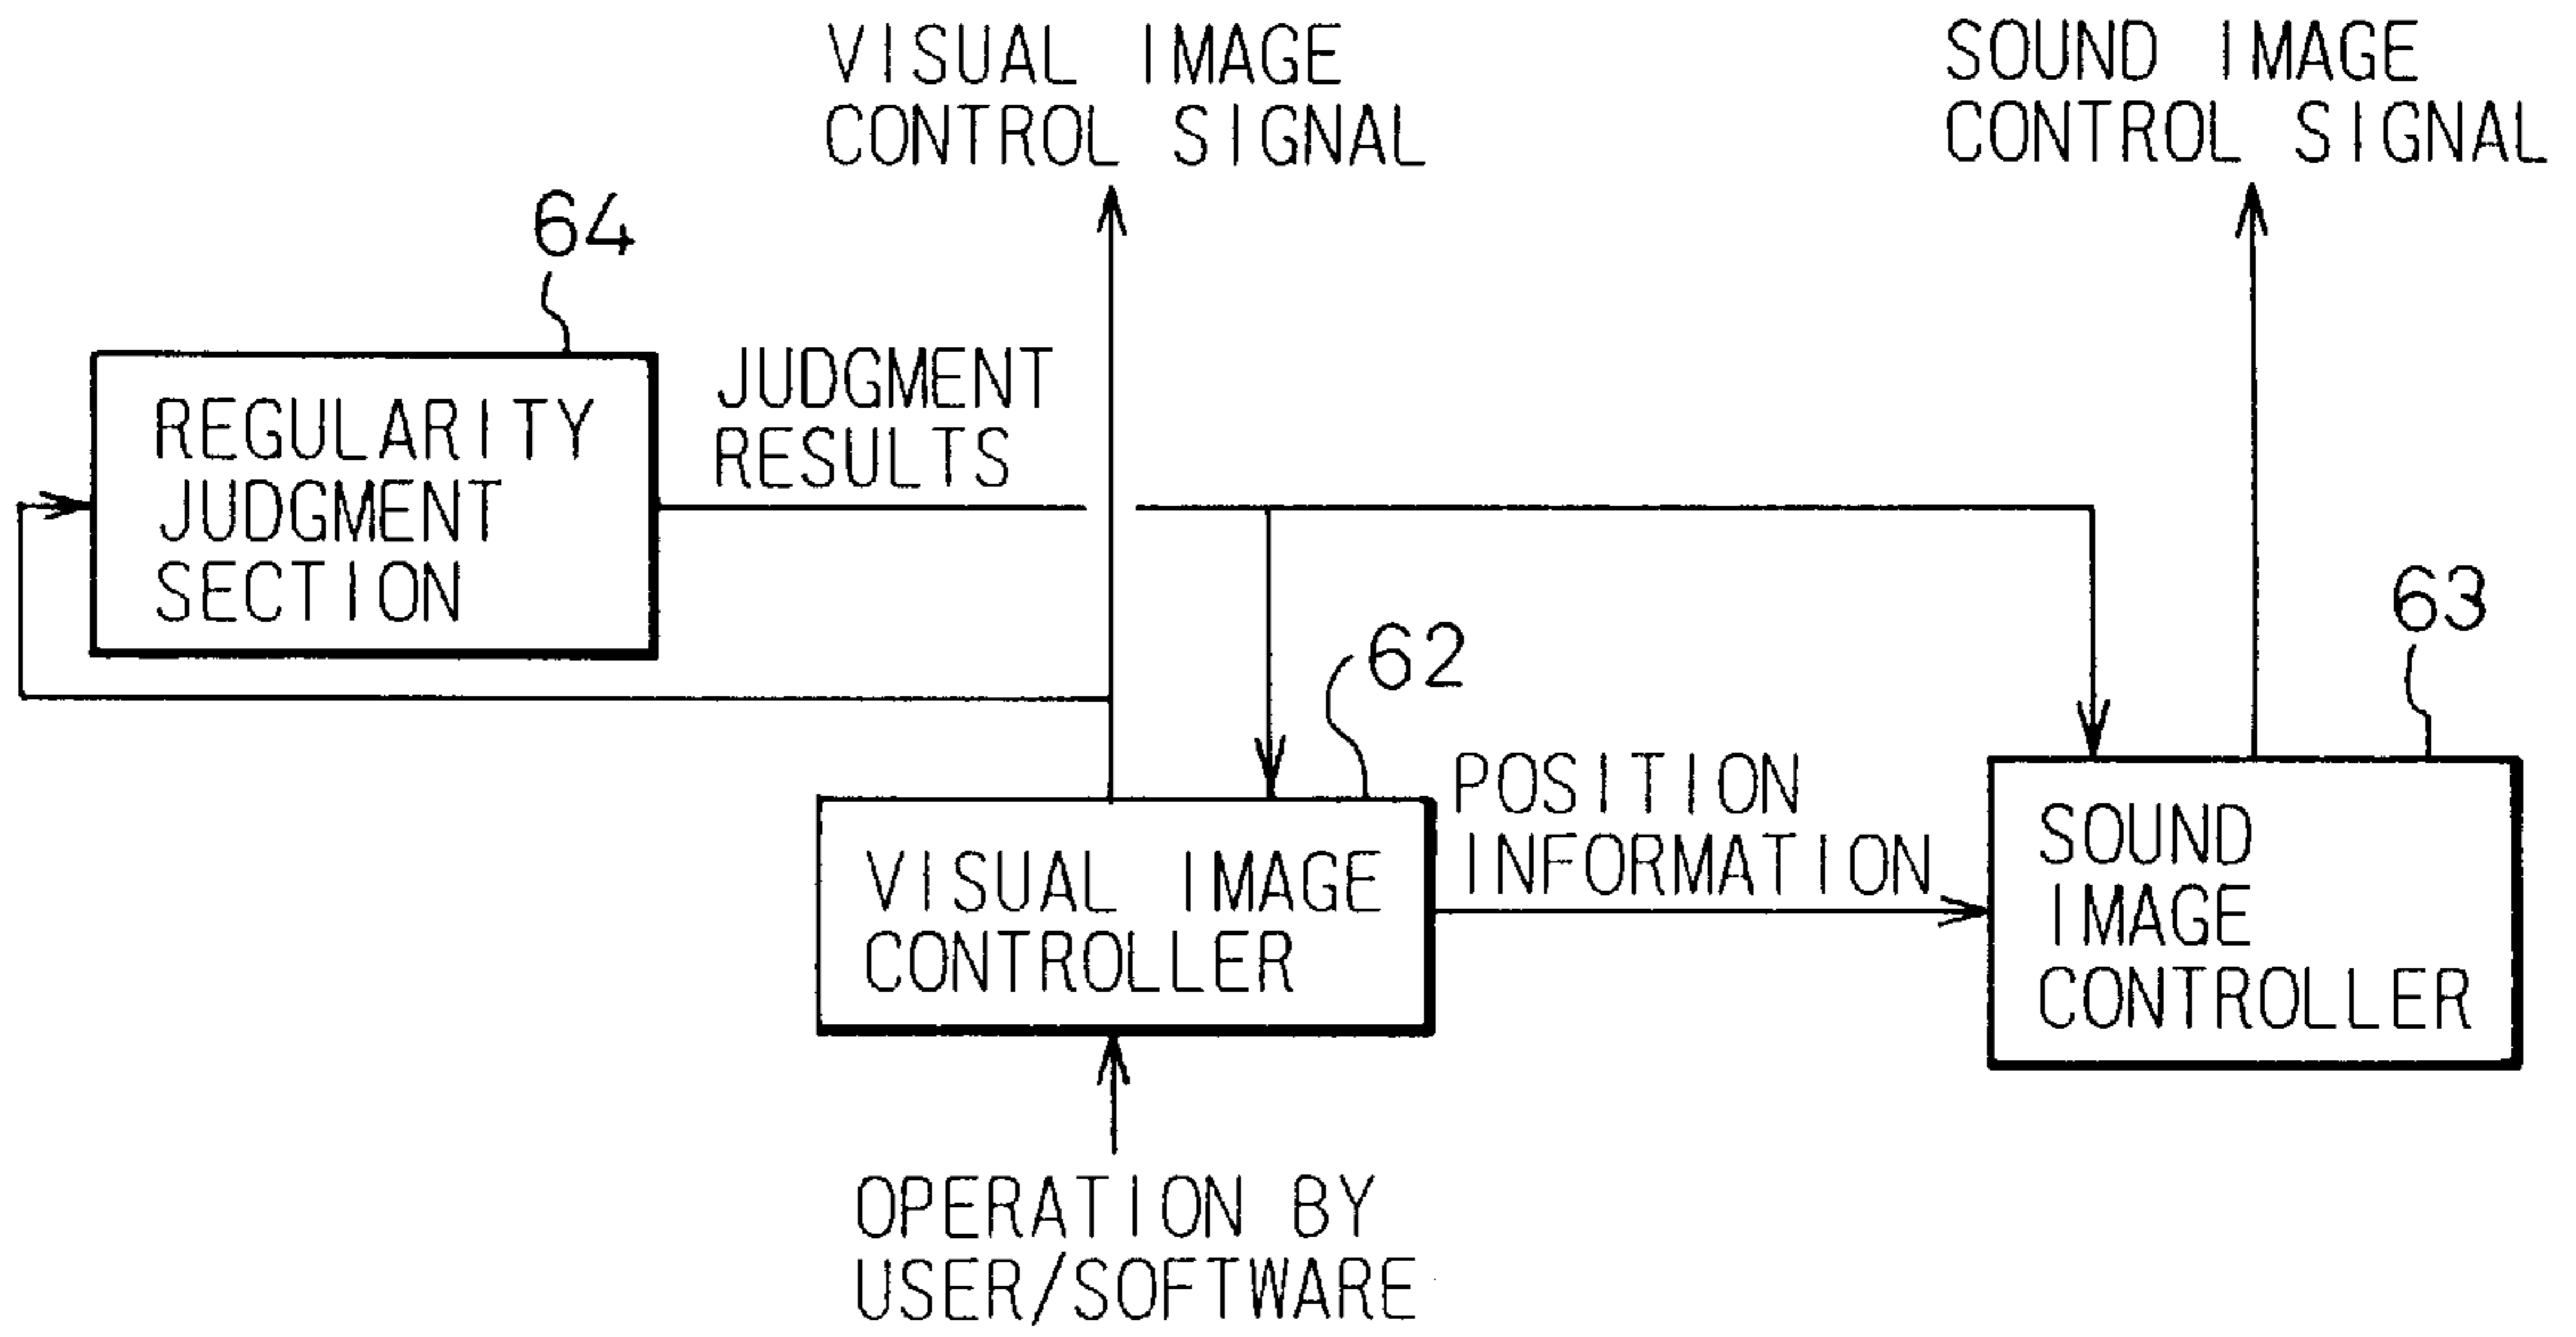 VISUAL IMAGE
CONTROL SIGNAL
SOUND IMAGE
CONTROL SIGNAL
64
REGULARITY
JUDGMENT
SECTION
JUDGMENT
RESULTS
62
63
VISUAL IMAGE
CONTROLLER
POSITION
INFORMATION
SOUND
IMAGE
CONTROLLER
OPERATION BY
USER/SOFTWARE